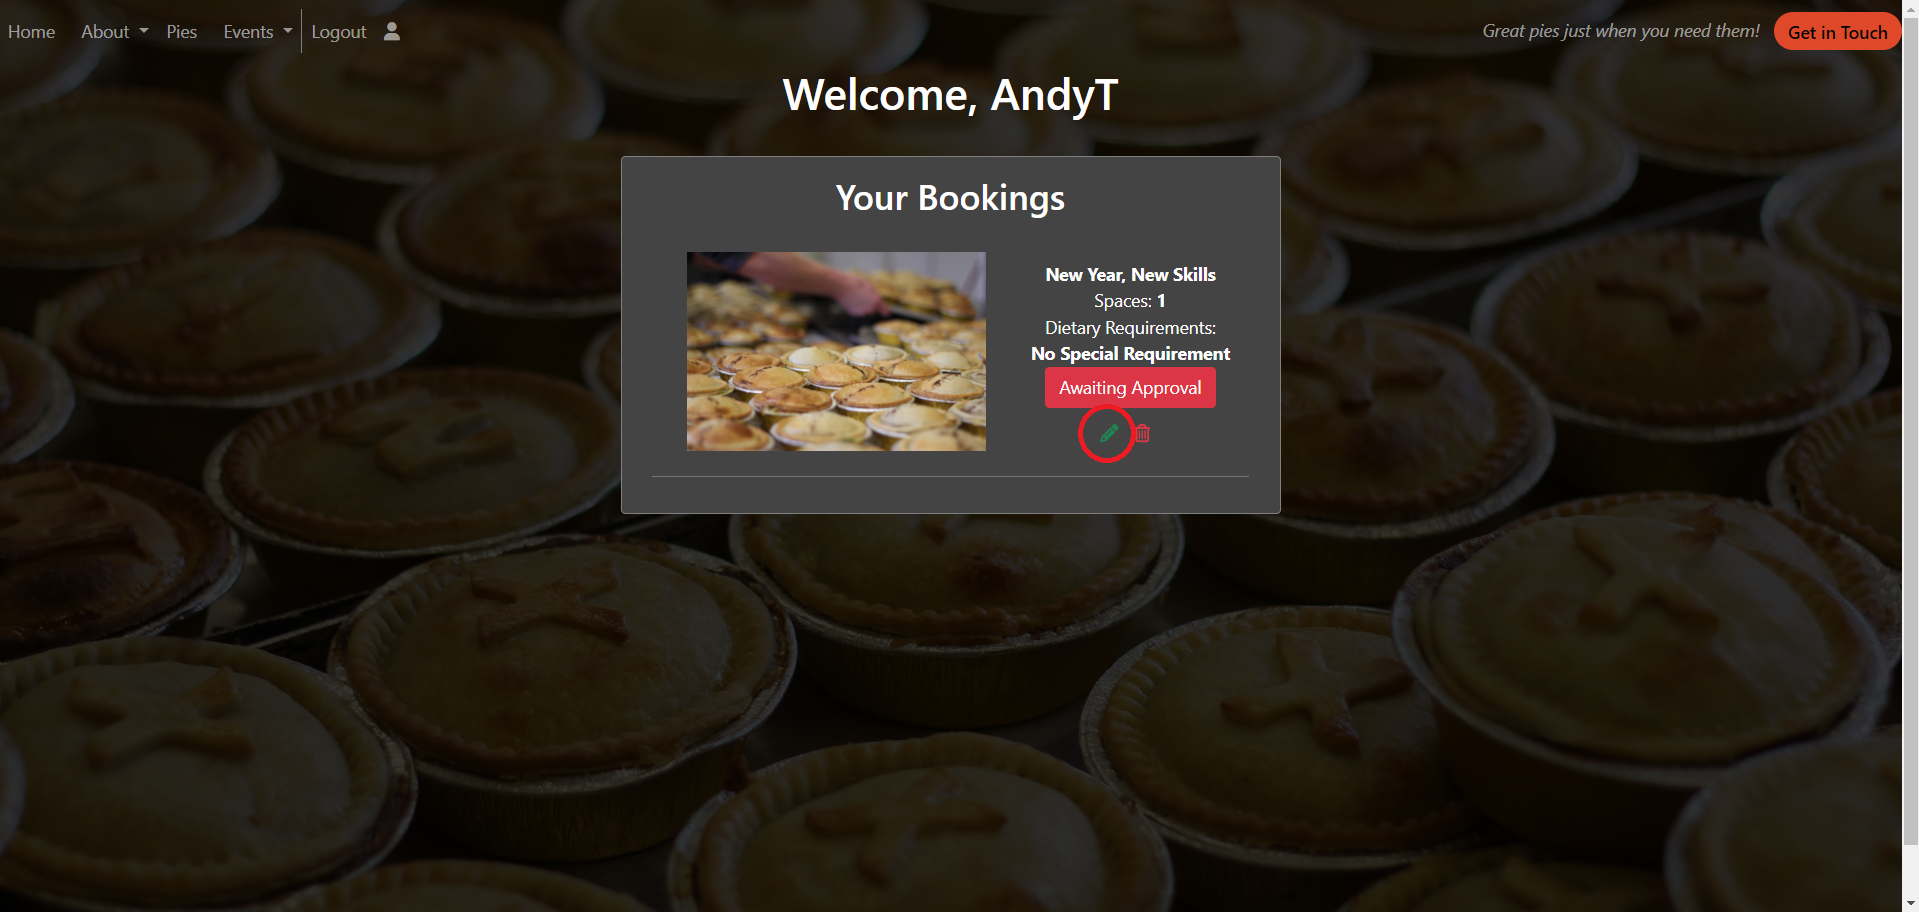 Home About Pies Events Logout Great pies just when you need them! Get in Touch
Welcome, AndyT
Your Bookings
New Year, New Skills
Spaces: 1
Dietary Requirements:
No Special Requirement
Awaiting Approval